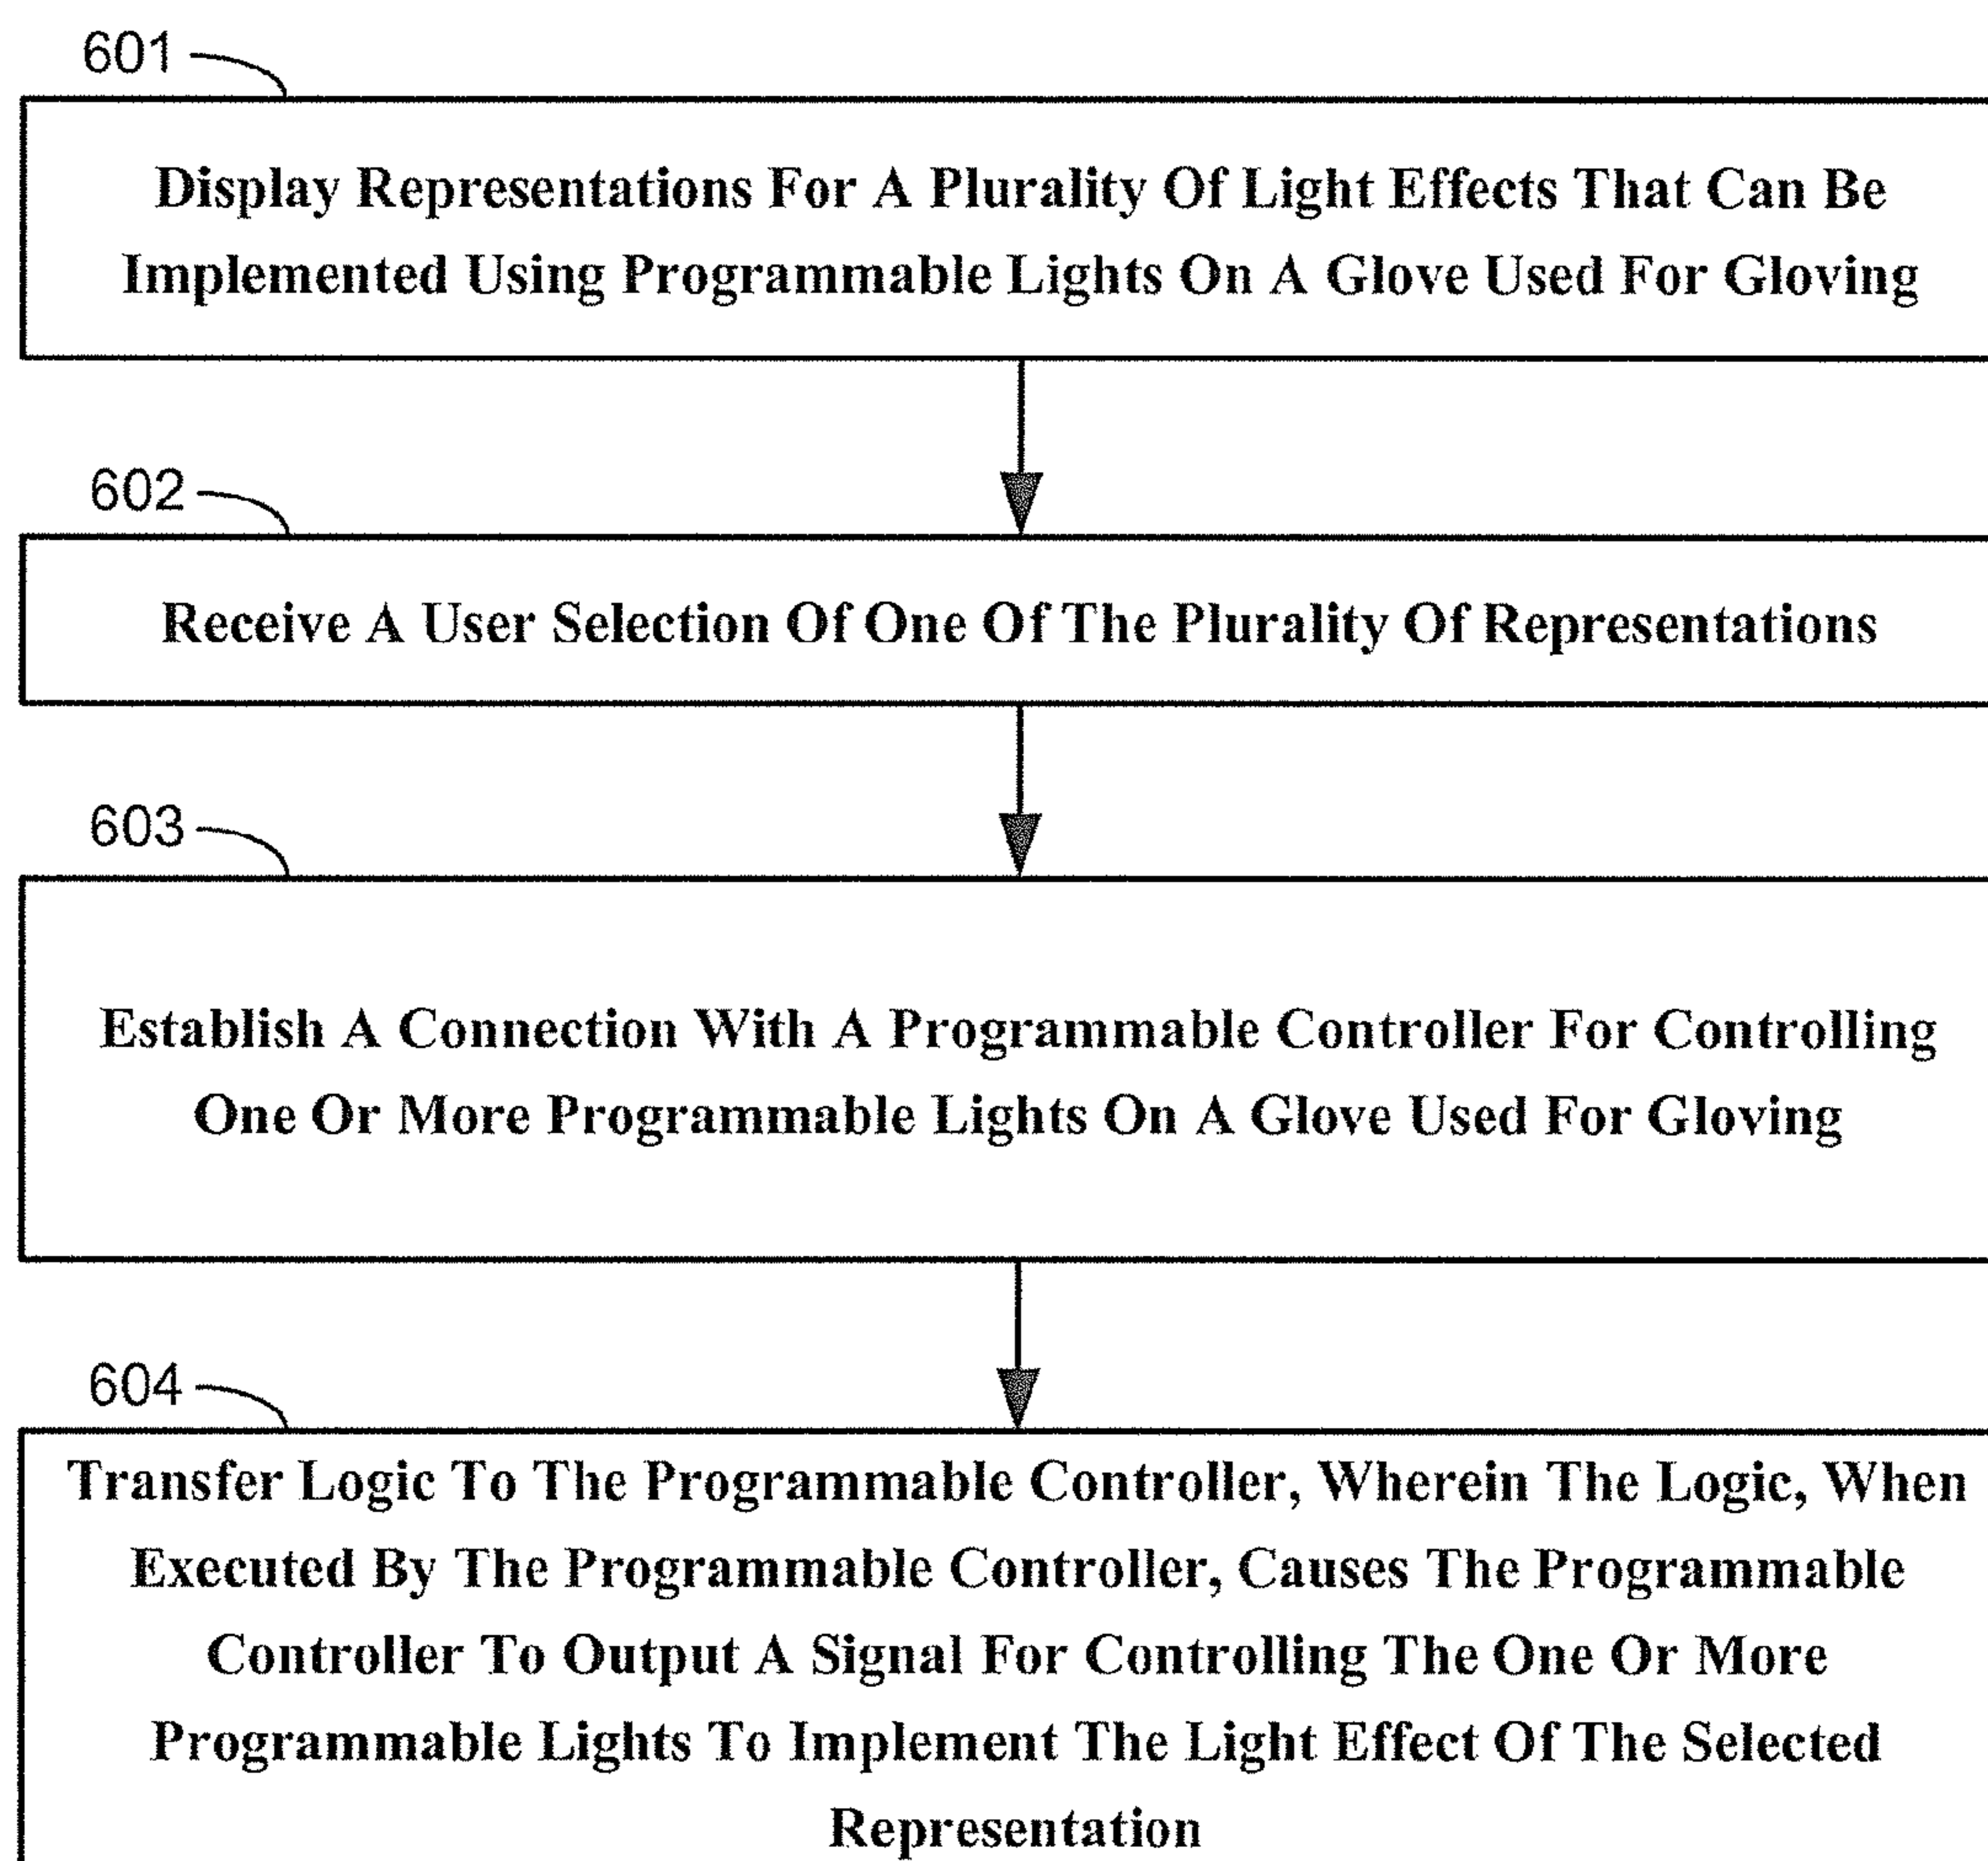 601
Display Representations For A Plurality Of Light Effects That Can Be
Implemented Using Programmable Lights On A Glove Used For Gloving
602
Receive A User Selection Of One Of The Plurality Of Representations
603
Establish A Connection With A Programmable Controller For Controlling
One Or More Programmable Lights On A Glove Used For Gloving
604
Transfer Logic To The Programmable Controller, Wherein The Logic, When
Executed By The Programmable Controller, Causes The Programmable
Controller To Output A Signal For Controlling The One Or More
Programmable Lights To Implement The Light Effect Of The Selected
Representation